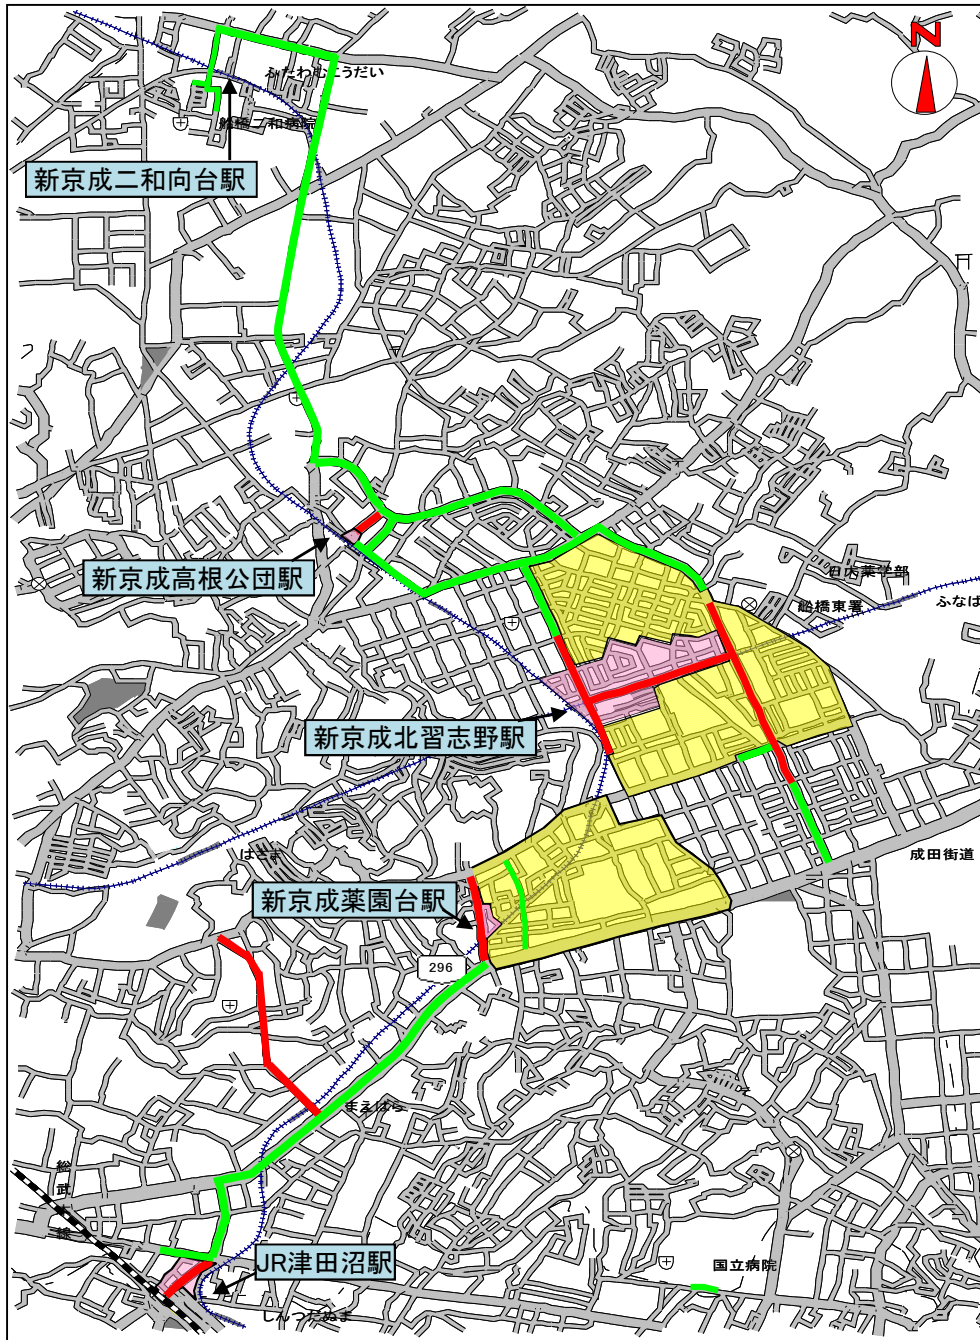 N
ふたわむこうだい
船橋二和病院
新京成二和向台駅
新京成高根公団駅
日大薬学部
船橋東署
ふなば
新京成北習志野駅
はさま
成田街道
新京成薬園台駅
296
まえばら
総武線
国立病院
JR津田沼駅
しんつだぬま